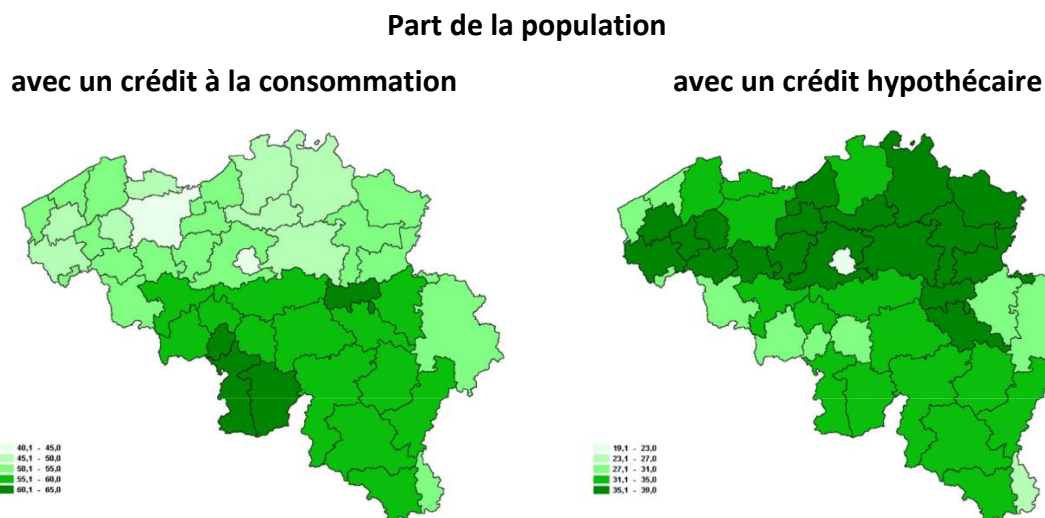 Part de la population
avec un crédit à la consommation
avec un crédit hypothécaire
40,1 - 45,0
45,1 - 50,0
50,1 - 55,0
55,1 - 60,0
60,1 - 65,0
19,1 - 23,0
23,1 - 27,0
27,1 - 31,0
31,1 - 35,0
35,1 - 39,0